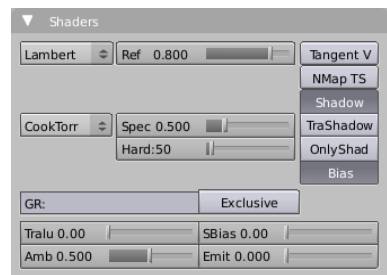 Shaders
Lambert Ref 0.800 Tangent V
NMap TS
Shadow
CookTorr Spec 0.500 TraShadow
Hard:50 OnlyShad
Bias
GR: Exclusive
Tralu 0.00 SBias 0.00
Amb 0.500 Emit 0.000